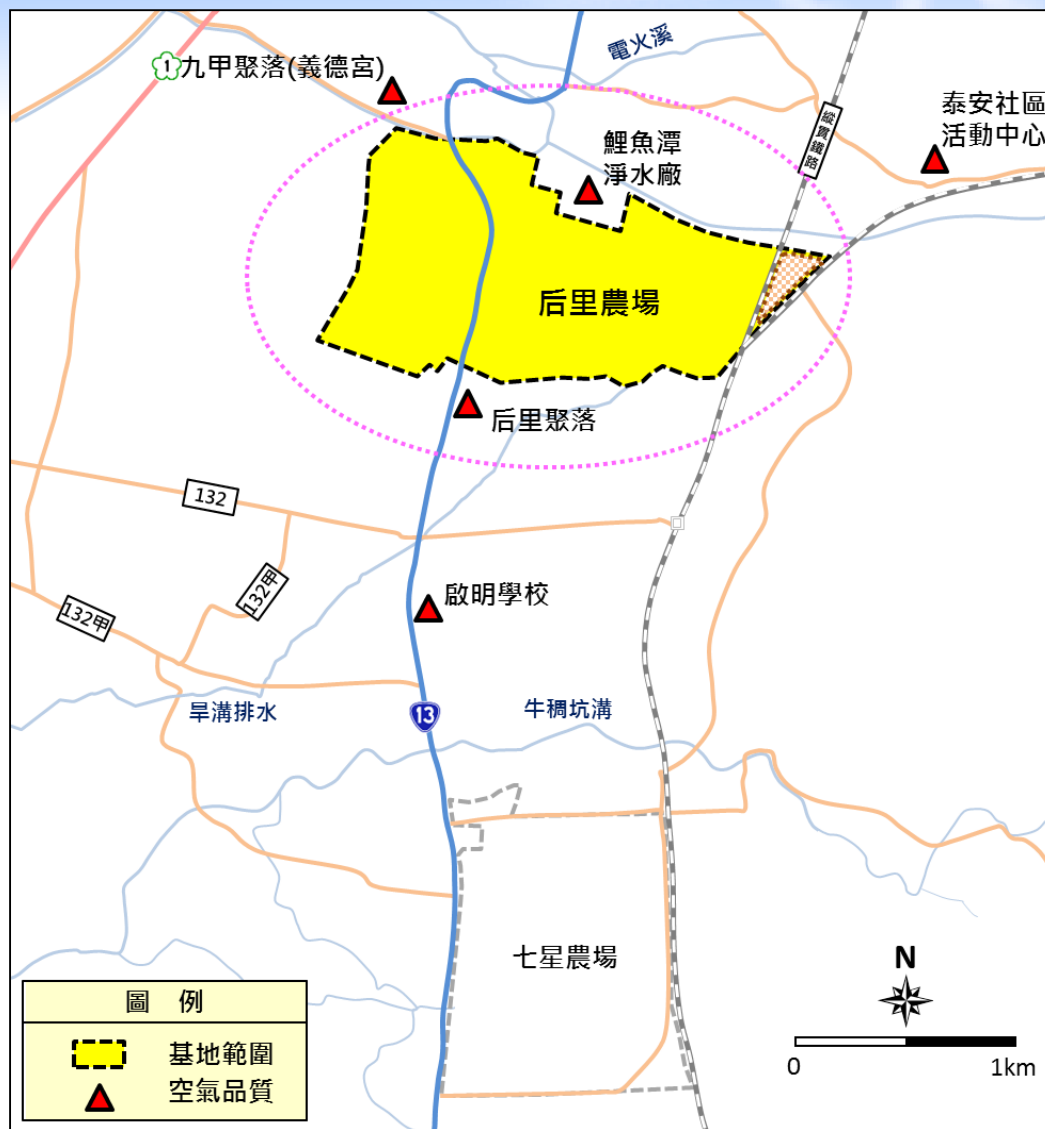 電火溪
1
九甲聚落(義德宮)
縱貫鐵路
泰安社區
活動中心
鯉魚潭
淨水廠
后里農場
后里聚落
132
132甲
132甲
啟明學校
旱溝排水
13
牛稠坑溝
七星農場
N
0
1km
圖 例
基地範圍
空氣品質